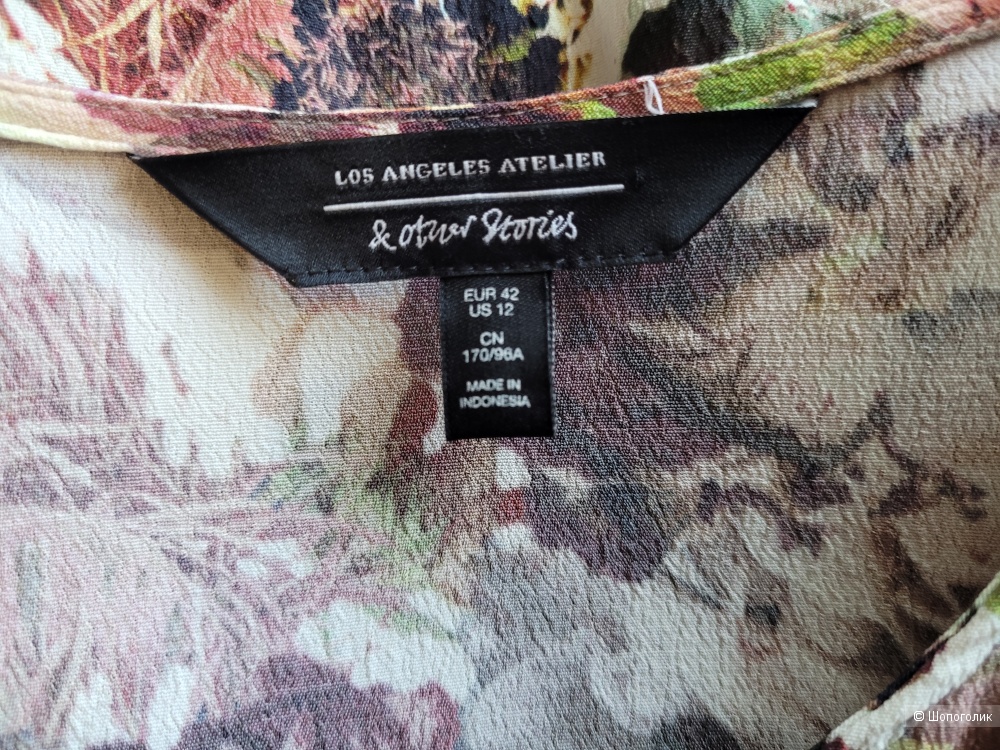 LOS ANGELES ATELIER
& other Stories
EUR 42
US 12
CN
170/96A
MADE IN
INDONESIA
© Шопоголик